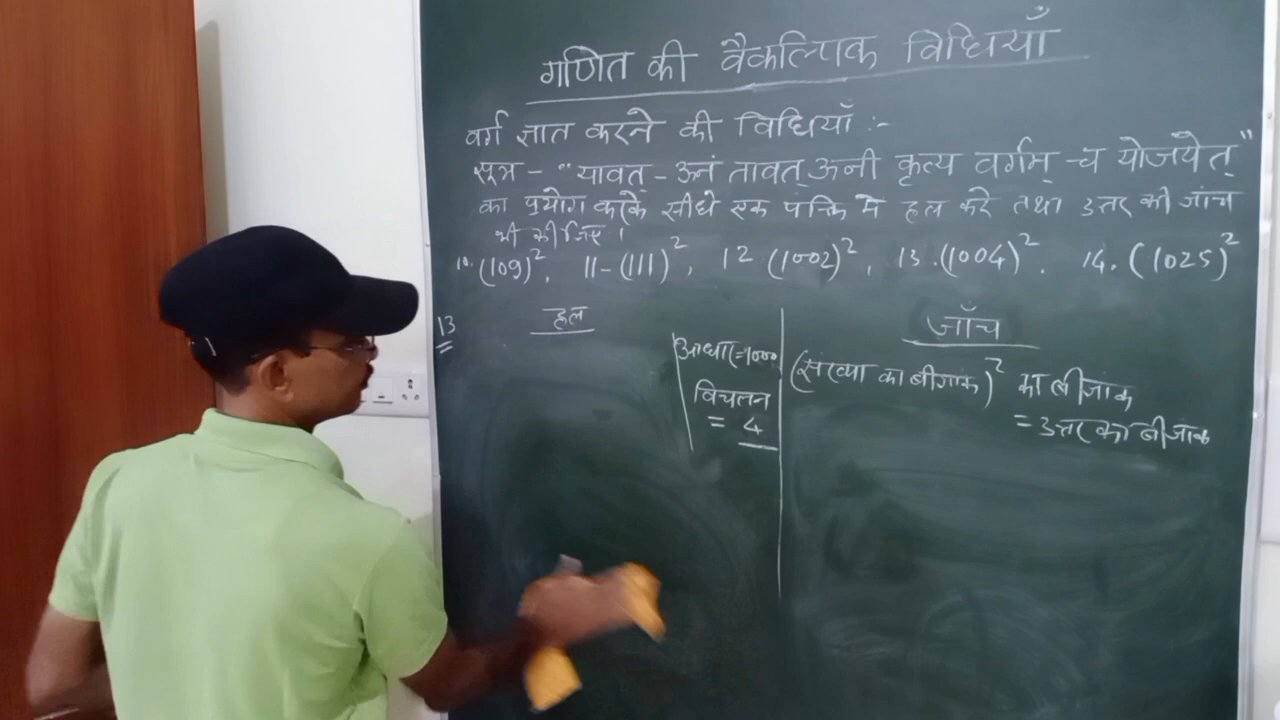 गणित की वैकल्पिक विधियाँ
वर्ग ज्ञात करने की विधियाँ :-
सूत्र - "यावत् - ऊनं तावत् ऊनी कृत्य वर्गम् - च योजयेत्"
का प्रयोग करके सीधे एक पंक्ति में हल करे तथा उत्तर की जांच
भी कीजिए ।
10. (109)², 11- (111)², 12 (1002)², 13. (1004)². 14. (1025)²
13
हल
आधार = 1000
विचलन
= 4
जाँच
(संख्या का बीजांक)² का बीजांक
= उत्तर का बीजांक